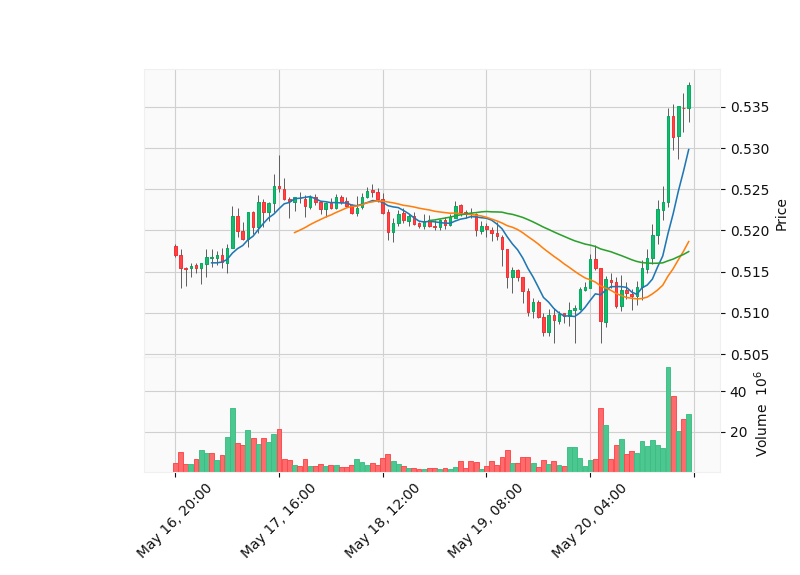 0.535
0.530
0.525
0.520
0.515
0.510
0.505
Price
40
20
Volume 10^6
May 16, 20:00
May 17, 16:00
May 18, 12:00
May 19, 08:00
May 20, 04:00